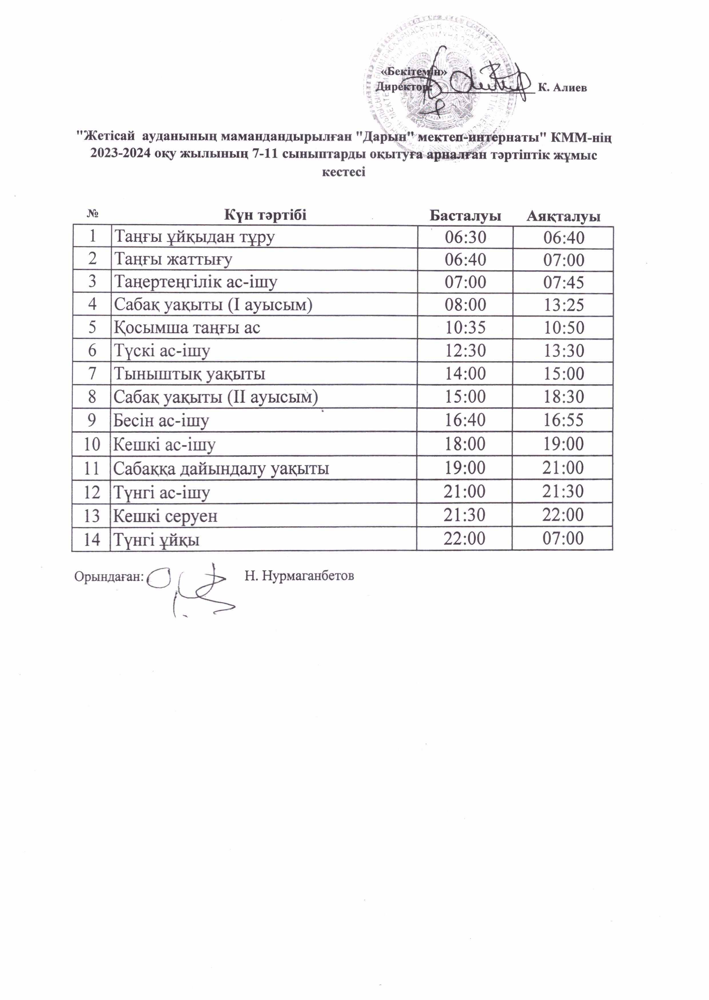 «Бекітемін»
Директор: К. Алиев
"Жетісай ауданының мамандандырылған "Дарын" мектеп-интернаты" КММ-нің
2023-2024 оқу жылының 7-11 сыныптарды оқытуға арналған тәртіптік жұмыс
кестесі
№ Күн тәртібі Басталуы Аяқталуы
1 Таңғы ұйқыдан тұру 06:30 06:40
2 Таңғы жаттығу 06:40 07:00
3 Таңертеңгілік ас-ішу 07:00 07:45
4 Сабақ уақыты (I ауысым) 08:00 13:25
5 Қосымша таңғы ас 10:35 10:50
6 Түскі ас-ішу 12:30 13:30
7 Тыныштық уақыты 14:00 15:00
8 Сабақ уақыты (II ауысым) 15:00 18:30
9 Бесін ас-ішу 16:40 16:55
10 Кешкі ас-ішу 18:00 19:00
11 Сабаққа дайындалу уақыты 19:00 21:00
12 Түнгі ас-ішу 21:00 21:30
13 Кешкі серуен 21:30 22:00
14 Түнгі ұйқы 22:00 07:00
Орындаған: Н. Нурмаганбетов